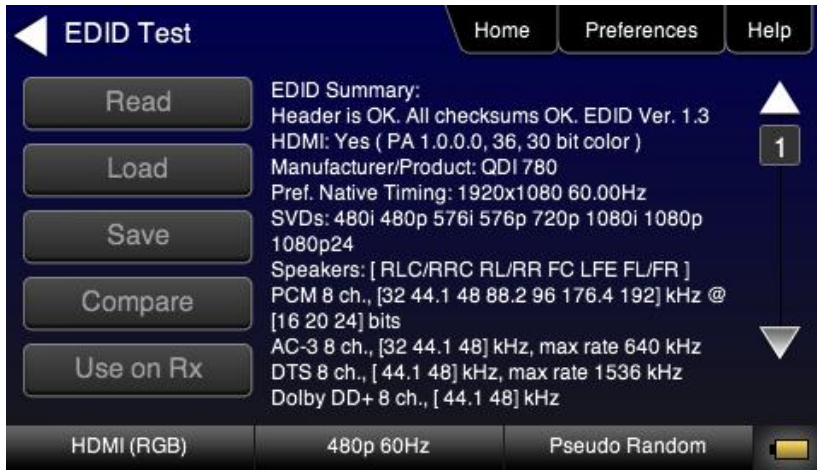 EDID Test
Home
Preferences
Help
Read
Load
Save
Compare
Use on Rx
EDID Summary:
Header is OK. All checksums OK. EDID Ver. 1.3
HDMI: Yes ( PA 1.0.0.0, 36, 30 bit color )
Manufacturer/Product: QDI 780
Pref. Native Timing: 1920x1080 60.00Hz
SVDs: 480i 480p 576i 576p 720p 1080i 1080p
1080p24
Speakers: [ RLC/RRC RL/RR FC LFE FL/FR ]
PCM 8 ch., [32 44.1 48 88.2 96 176.4 192] kHz @
[16 20 24] bits
AC-3 8 ch., [32 44.1 48] kHz, max rate 640 kHz
DTS 8 ch., [ 44.1 48] kHz, max rate 1536 kHz
Dolby DD+ 8 ch., [ 44.1 48] kHz
1
HDMI (RGB)
480p 60Hz
Pseudo Random